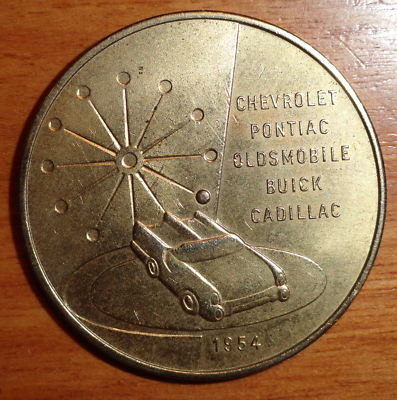 CHEVROLET
PONTIAC
OLDSMOBILE
BUICK
CADILLAC
1954